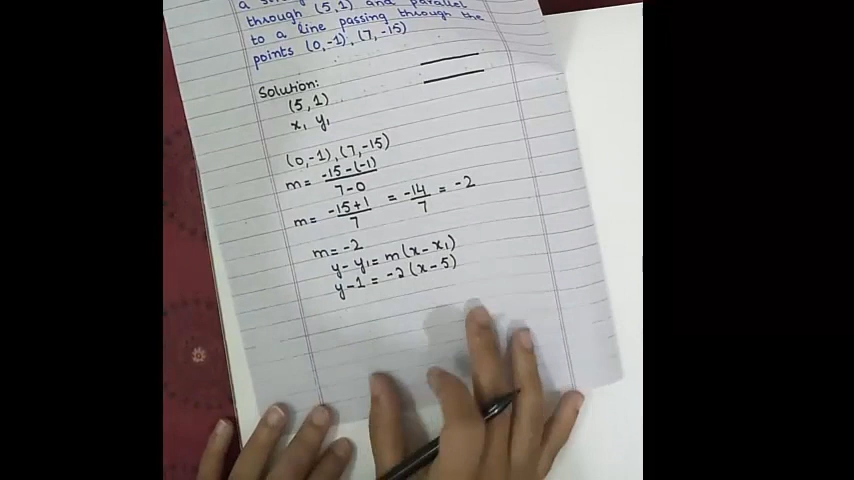 through (5,1) and parallel
to a line passing through the
points (0,-1), (7,-15)
Solution:
(5,1)
x₁ y₁
(0,-1),(7,-15)
m = -15-(-1) / 7-0
m = -15+1 / 7 = -14 / 7 = -2
m = -2
y-y₁ = m(x-x₁)
y-1 = -2(x-5)